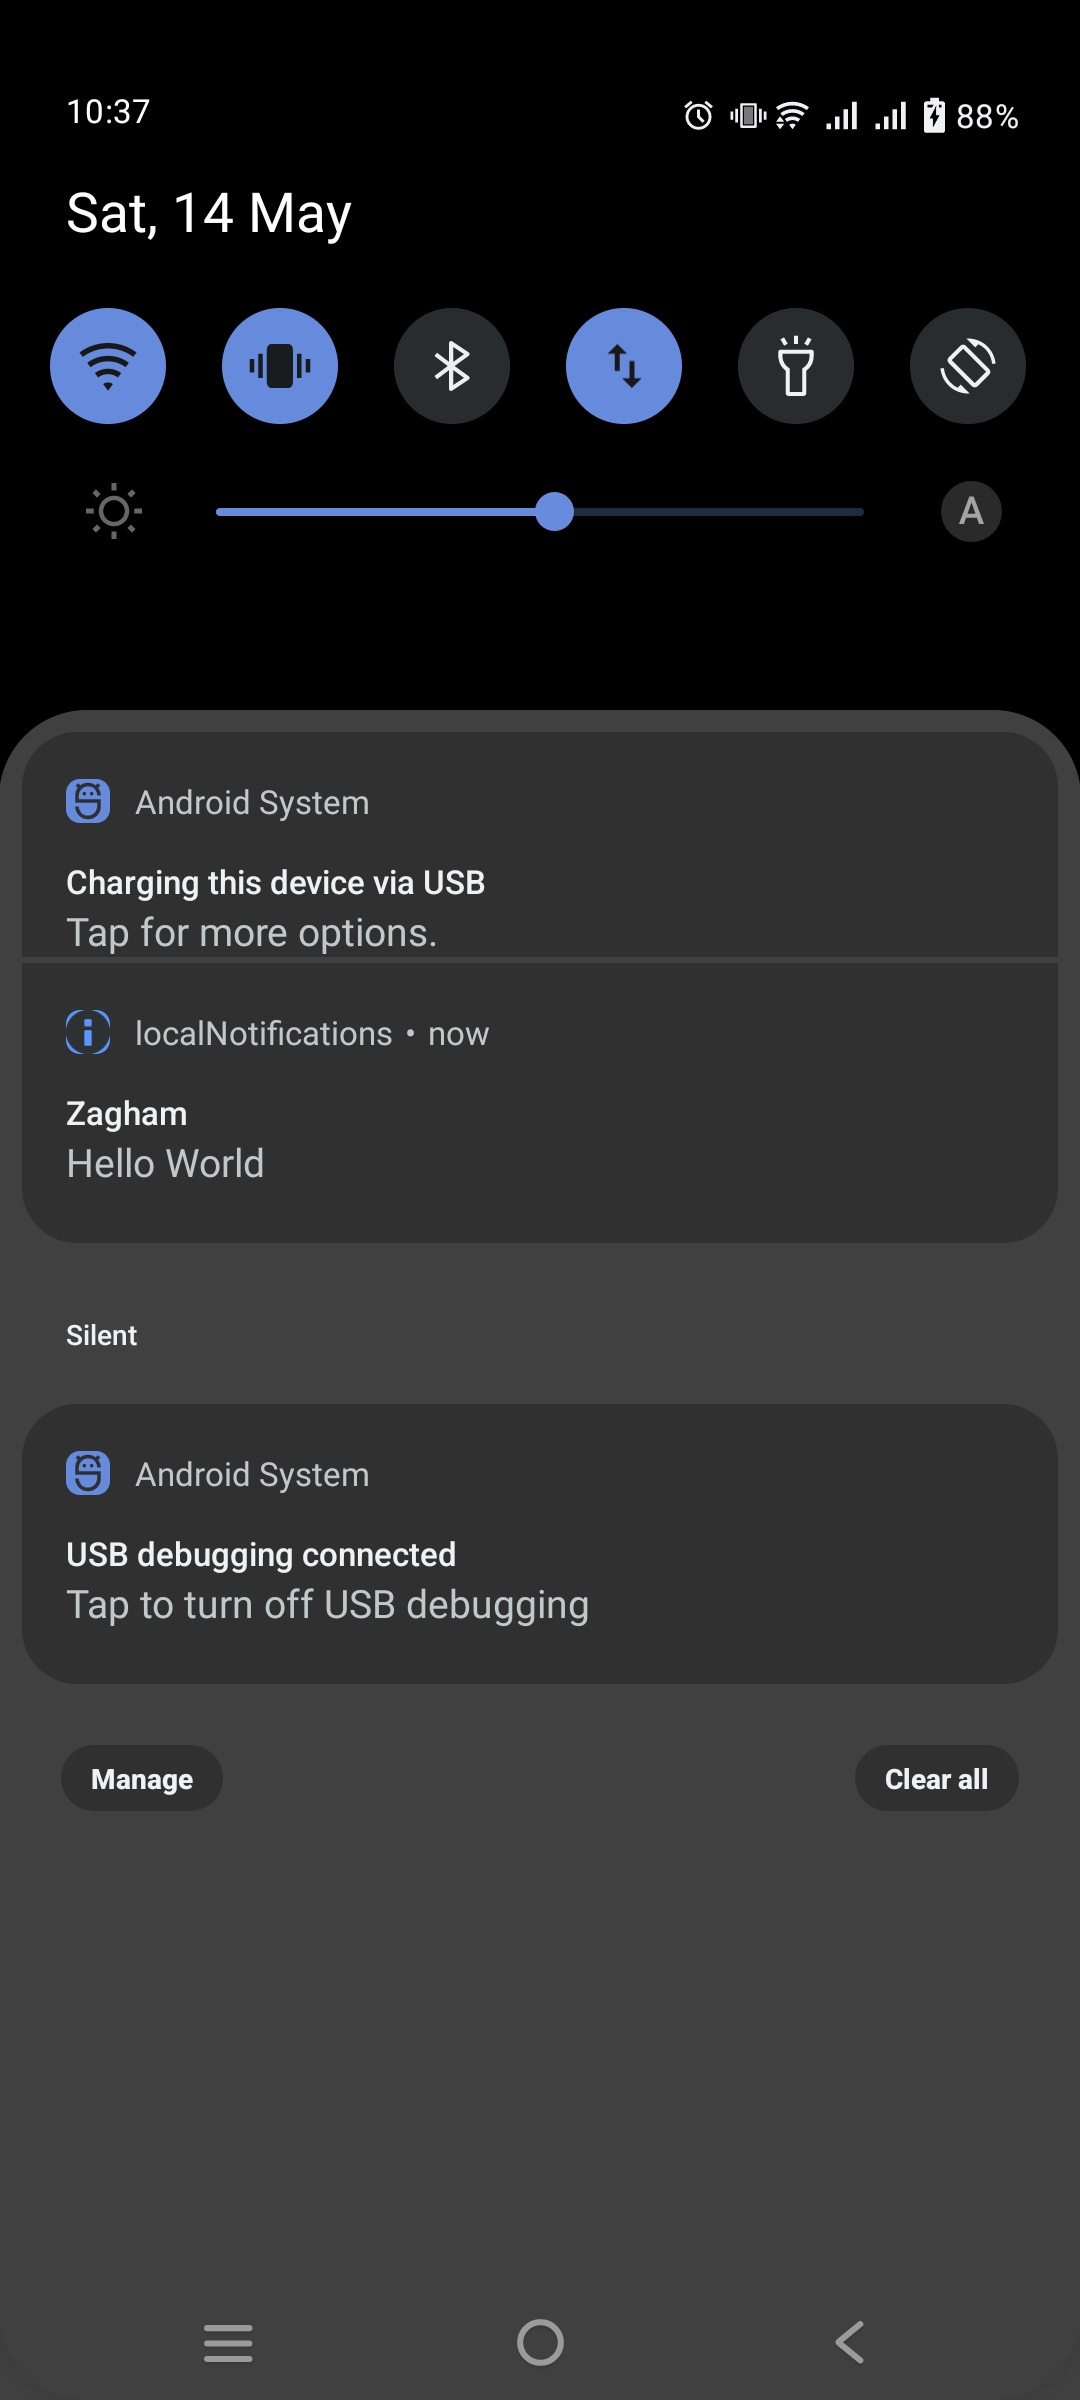 10:37
88%
Sat, 14 May
A
Android System
Charging this device via USB
Tap for more options.
localNotifications • now
Zagham
Hello World
Silent
Android System
USB debugging connected
Tap to turn off USB debugging
Manage
Clear all